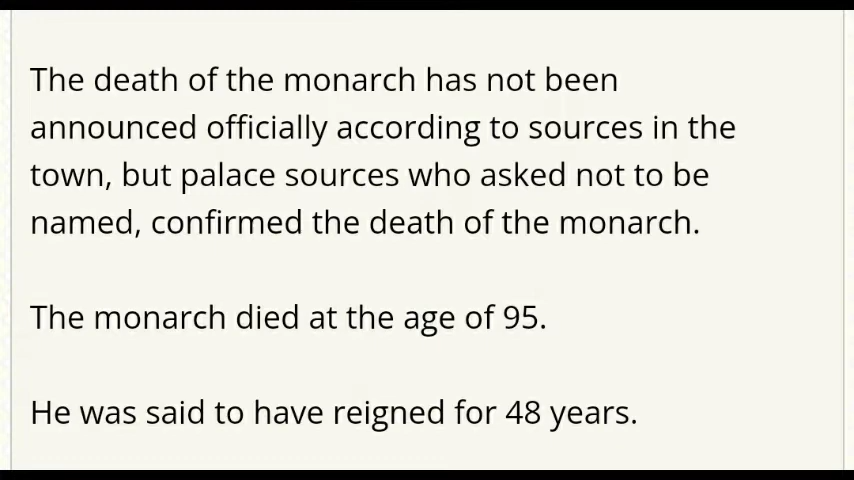 The death of the monarch has not been
announced officially according to sources in the
town, but palace sources who asked not to be
named, confirmed the death of the monarch.
The monarch died at the age of 95.
He was said to have reigned for 48 years.